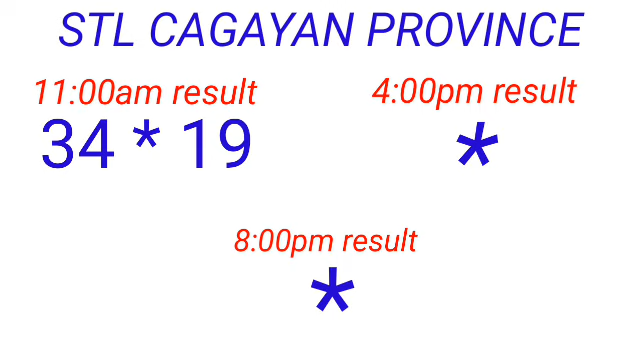 STL CAGAYAN PROVINCE
11:00am result 4:00pm result
34 * 19 *
8:00pm result
*